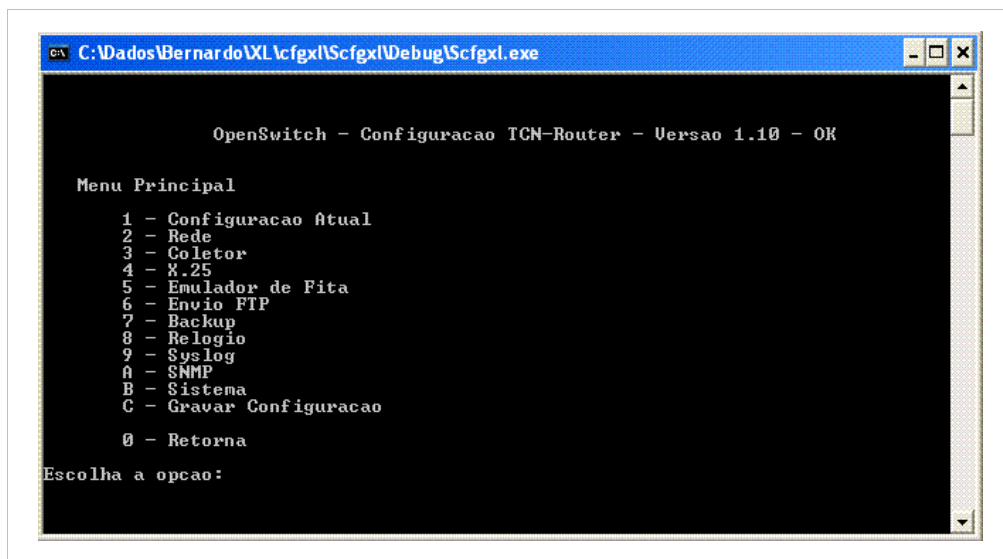 C:\Dados\Bernardo\XL\cfgxl\Scfgxl\Debug\Scfgxl.exe
OpenSwitch - Configuracao TCN-Router - Versao 1.10 - OK
Menu Principal
1 - Configuracao Atual
2 - Rede
3 - Coletor
4 - X.25
5 - Emulador de Fita
6 - Envio FTP
7 - Backup
8 - Relogio
9 - Syslog
A - SNMP
B - Sistema
C - Gravar Configuracao
0 - Retorna
Escolha a opcao: